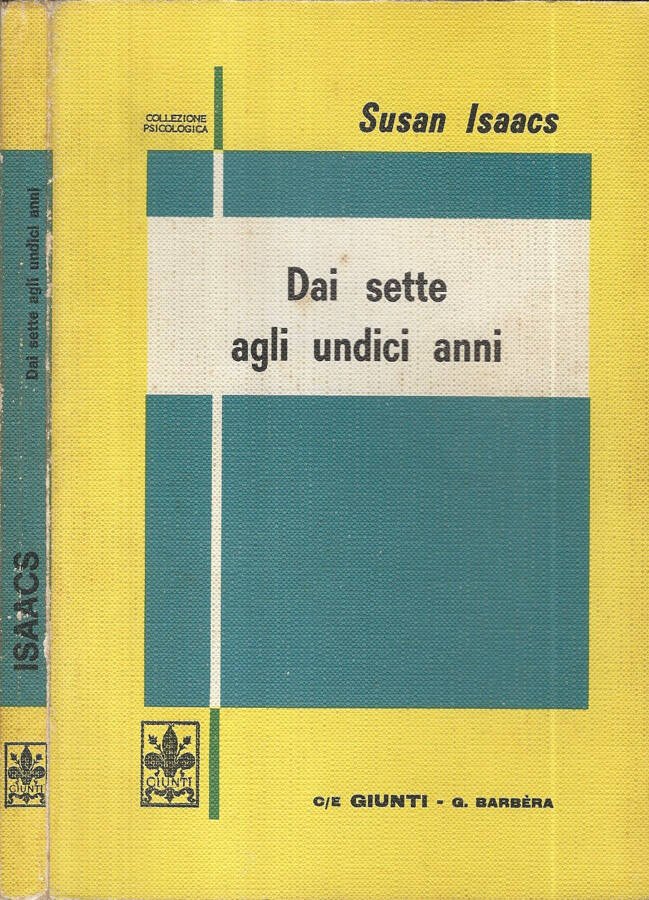 COLLEZIONE
PSICOLOGICA
Susan Isaacs
Dai sette
agli undici anni
GIUNTI
C/E GIUNTI - G. BARBÈRA
Dai sette agli undici anni
ISAACS
GIUNTI